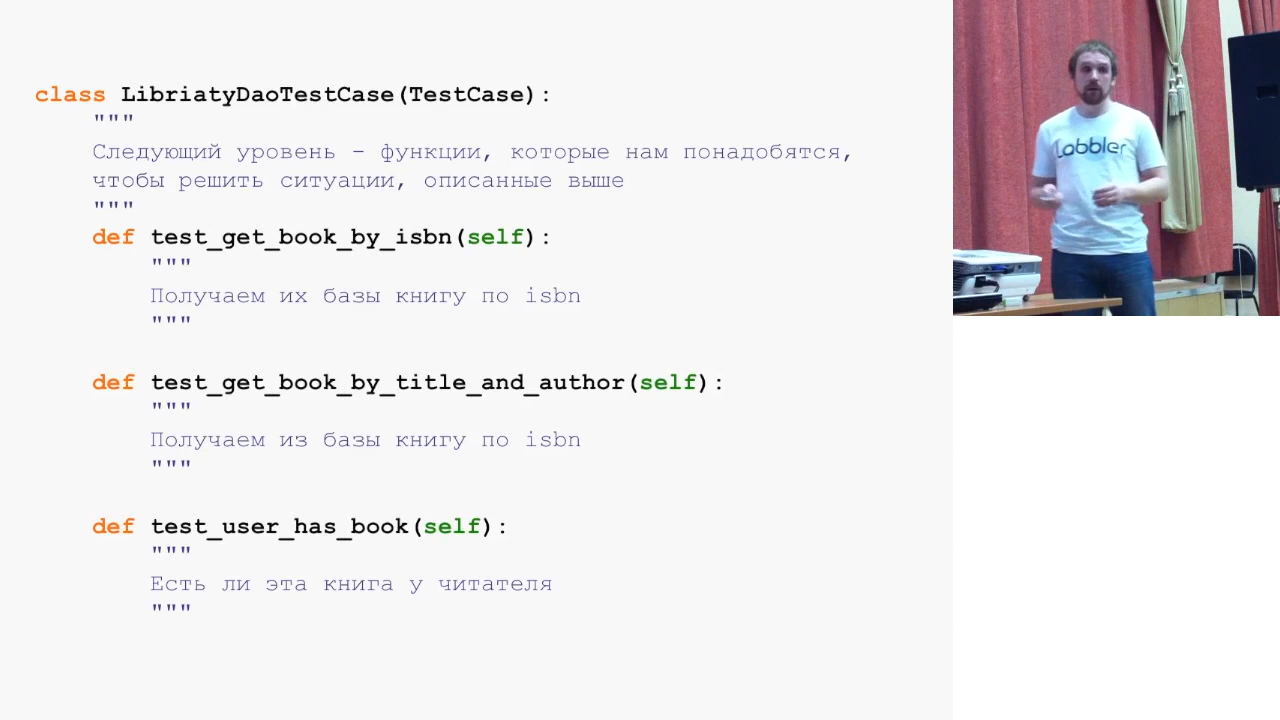 class LibriatyDaoTestCase(TestCase):
"""
Следующий уровень – функции, которые нам понадобятся,
чтобы решить ситуации, описанные выше
"""
def test_get_book_by_isbn(self):
"""
Получаем их базы книгу по isbn
"""
def test_get_book_by_title_and_author(self):
"""
Получаем из базы книгу по isbn
"""
def test_user_has_book(self):
"""
Есть ли эта книга у читателя
"""
Labbler